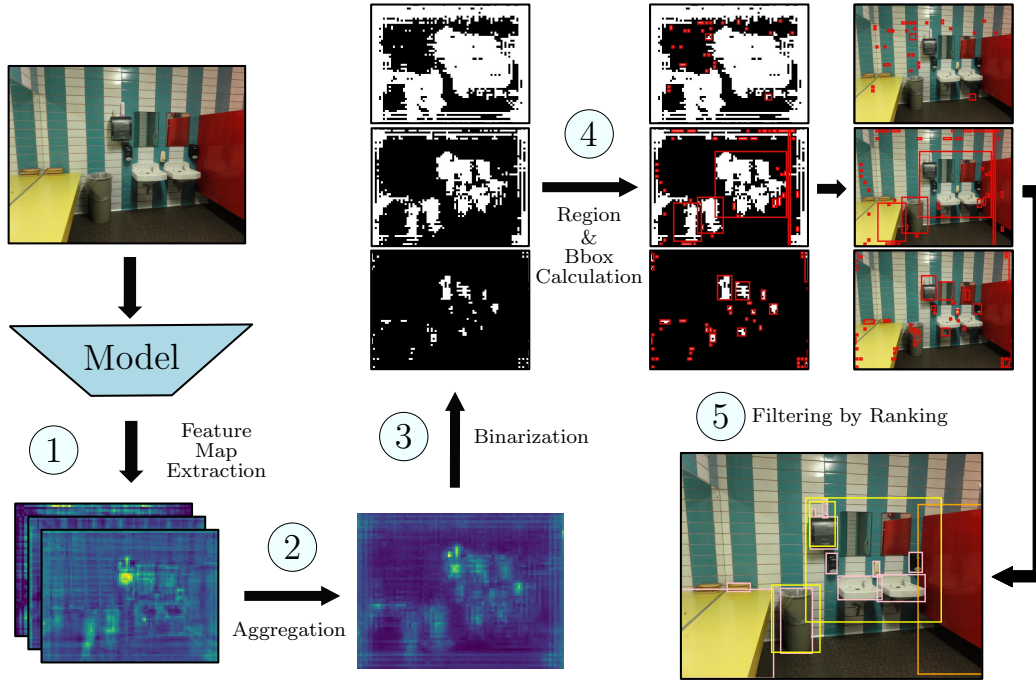 Model
1
Feature
Map
Extraction
2
Aggregation
3
Binarization
4
Region
&
Bbox
Calculation
5 Filtering by Ranking